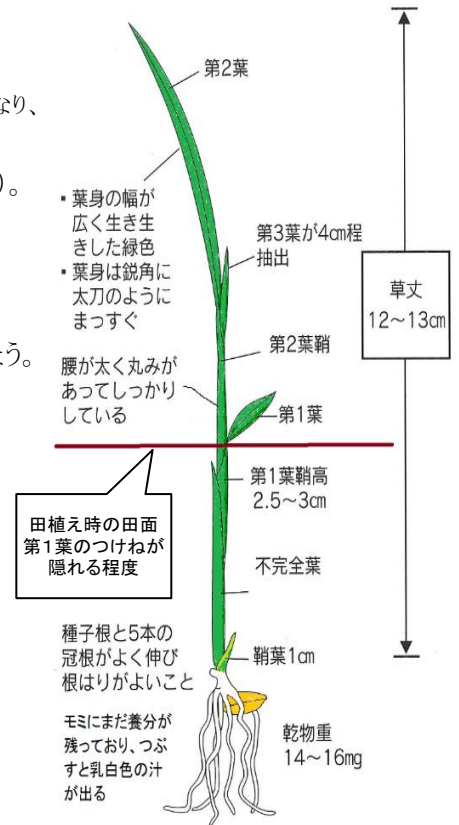 なり、
)。
よう。
第2葉
・葉身の幅が
広く生き生
きした緑色
・葉身は鋭角に
太刀のように
まっすぐ
第3葉が4cm程
抽出
草丈
12～13cm
第2葉鞘
腰が太く丸みが
あってしっかり
している
第1葉
第1葉鞘高
2.5～3cm
田植え時の田面
第1葉のつけねが
隠れる程度
不完全葉
種子根と5本の
冠根がよく伸び
根はりがよいこと
鞘葉1cm
モミにまだ養分が
残っており、つぶ
すと乳白色の汁
が出る
乾物重
14～16mg